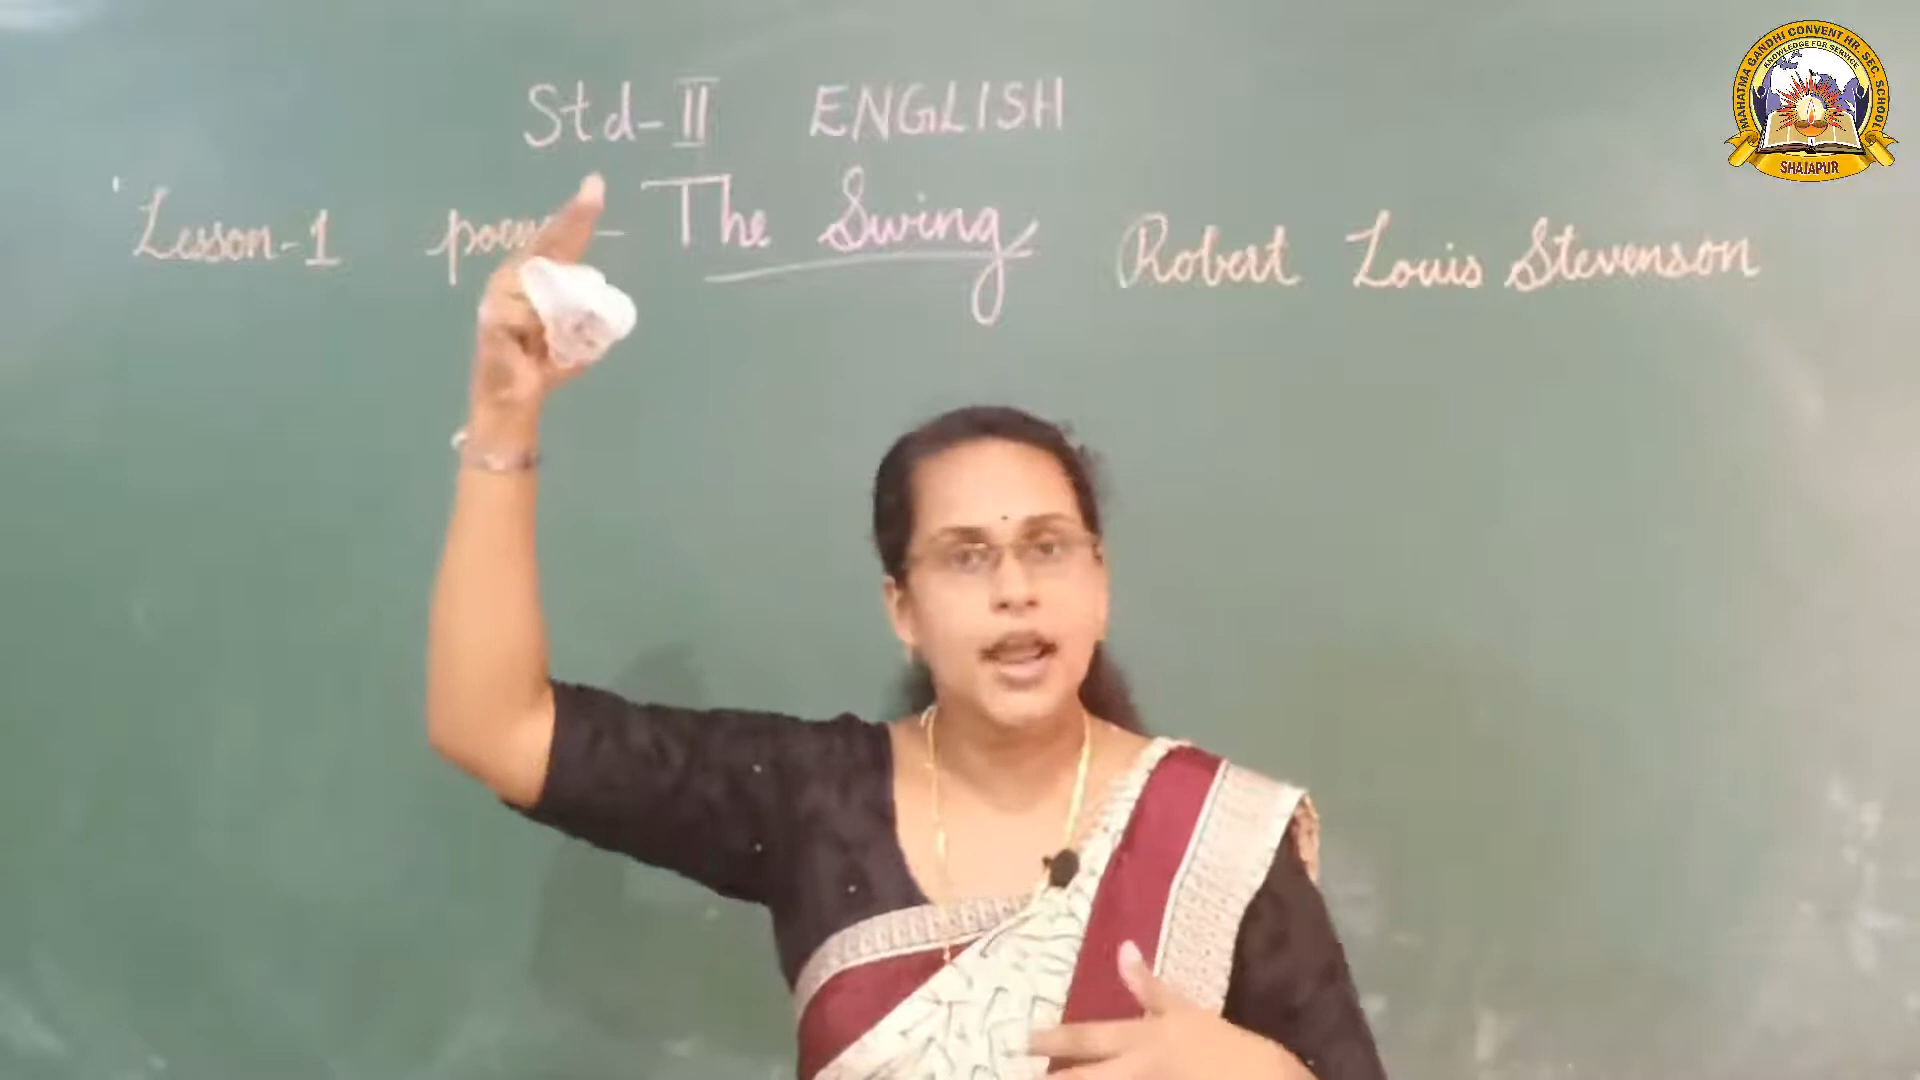 Std-II ENGLISH
Lesson-1 poem - The Swing Robert Louis Stevenson
MAHATMA GANDHI CONVENT HR. SEC. SCHOOL
KNOWLEDGE FOR SERVICE
SHAJAPUR